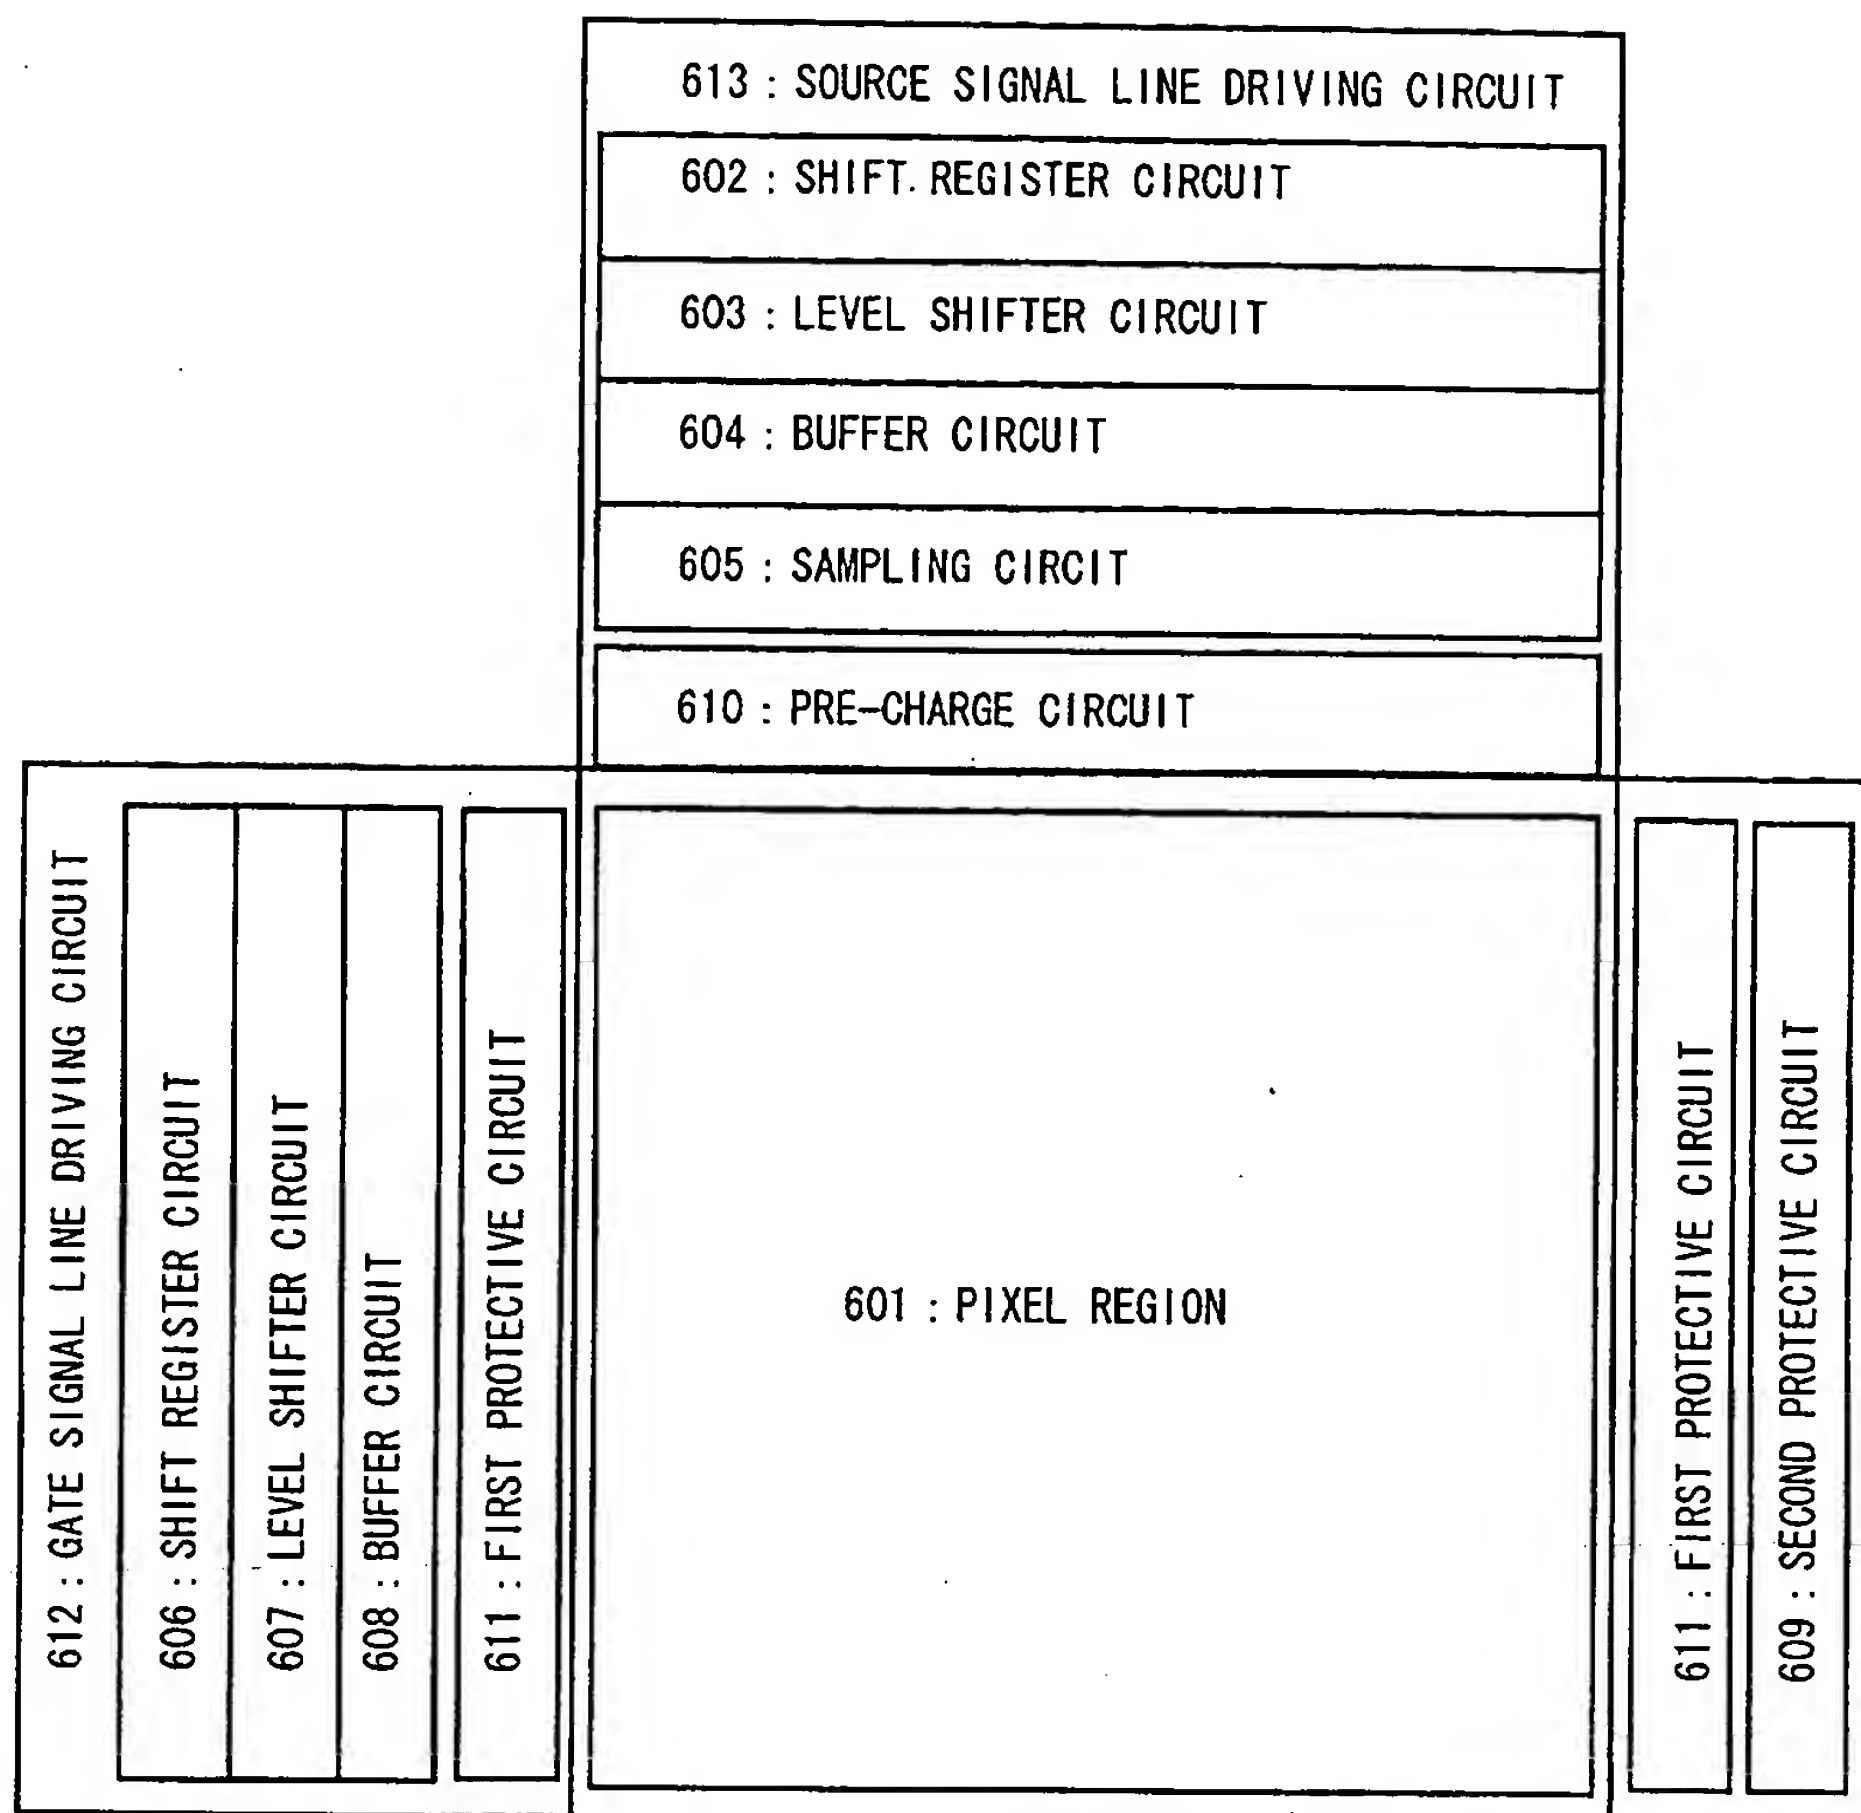 613 : SOURCE SIGNAL LINE DRIVING CIRCUIT
602 : SHIFT. REGISTER CIRCUIT
603 : LEVEL SHIFTER CIRCUIT
604 : BUFFER CIRCUIT
605 : SAMPLING CIRCIT
610 : PRE-CHARGE CIRCUIT
612 : GATE SIGNAL LINE DRIVING CIRCUIT
606 : SHIFT REGISTER CIRCUIT
607 : LEVEL SHIFTER CIRCUIT
608 : BUFFER CIRCUIT
611 : FIRST PROTECTIVE CIRCUIT
601 : PIXEL REGION
611 : FIRST PROTECTIVE CIRCUIT
609 : SECOND PROTECTIVE CIRCUIT